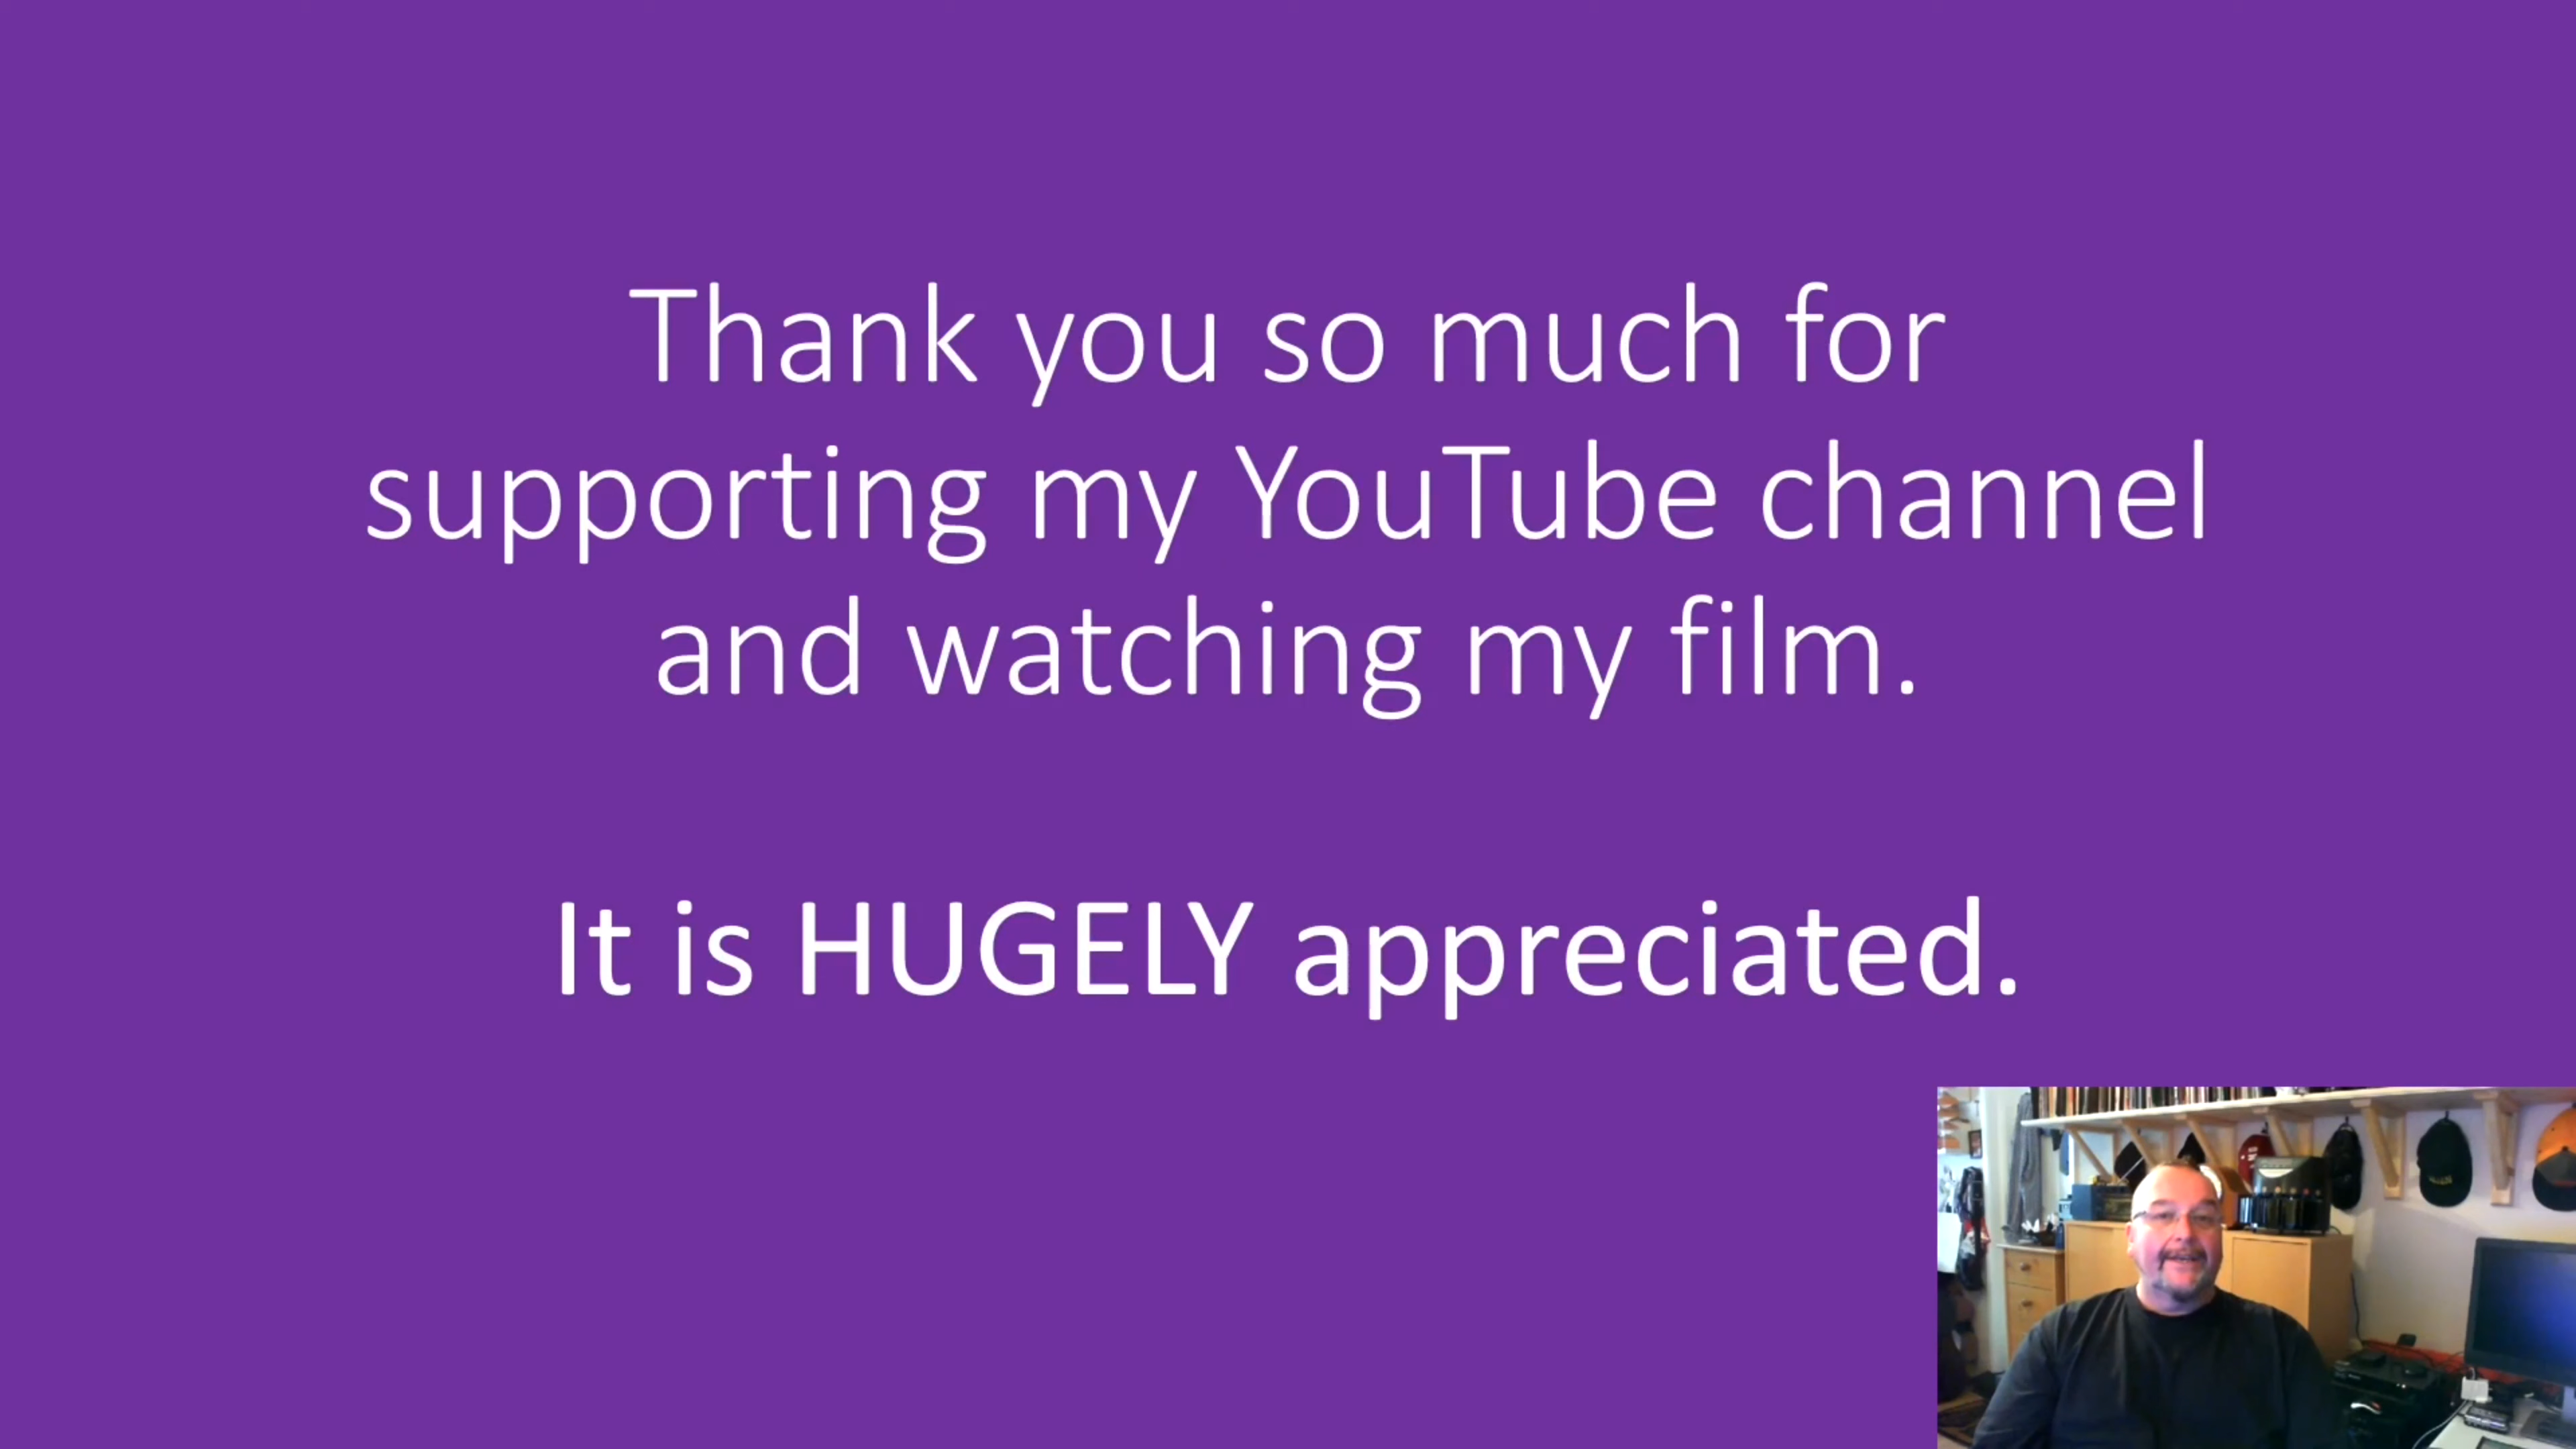 Thank you so much for
supporting my YouTube channel
and watching my film.
It is HUGELY appreciated.